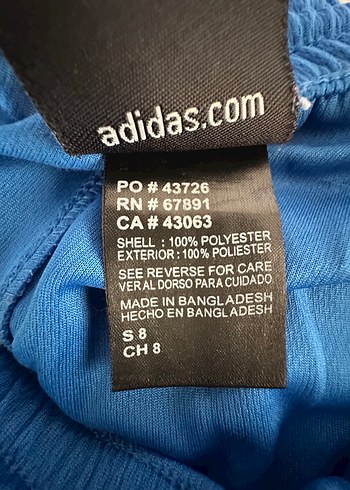 adidas.com
PO # 43726
RN # 67891
CA # 43063
SHELL : 100% POLYESTER
EXTERIOR : 100% POLIESTER
SEE REVERSE FOR CARE
VER AL DORSO PARA CUIDADO
MADE IN BANGLADESH
HECHO EN BANGLADESH
S 8
CH 8